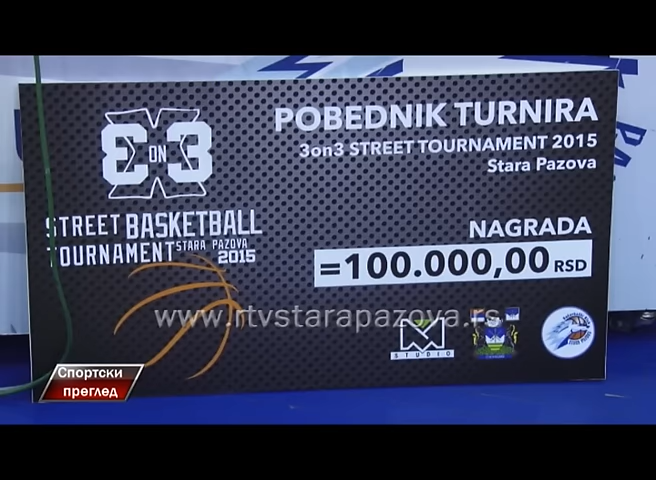 3 ON 3
STREET BASKETBALL
TOURNAMENT STARA PAZOVA
2015
POBEDNIK TURNIRA
3on3 STREET TOURNAMENT 2015
Stara Pazova
NAGRADA
=100.000,00 RSD
www.rtvstarapazova.rs
STUDIO
Спортски
преглед